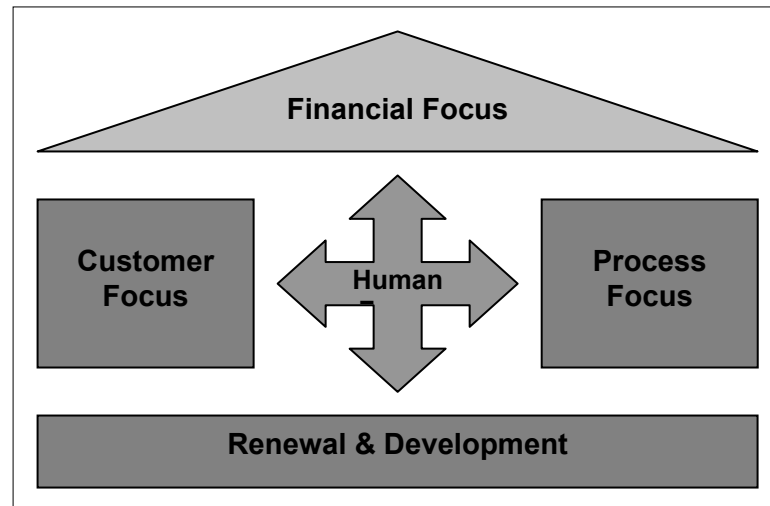 Financial Focus
Customer
Focus
Human
Process
Focus
Renewal & Development